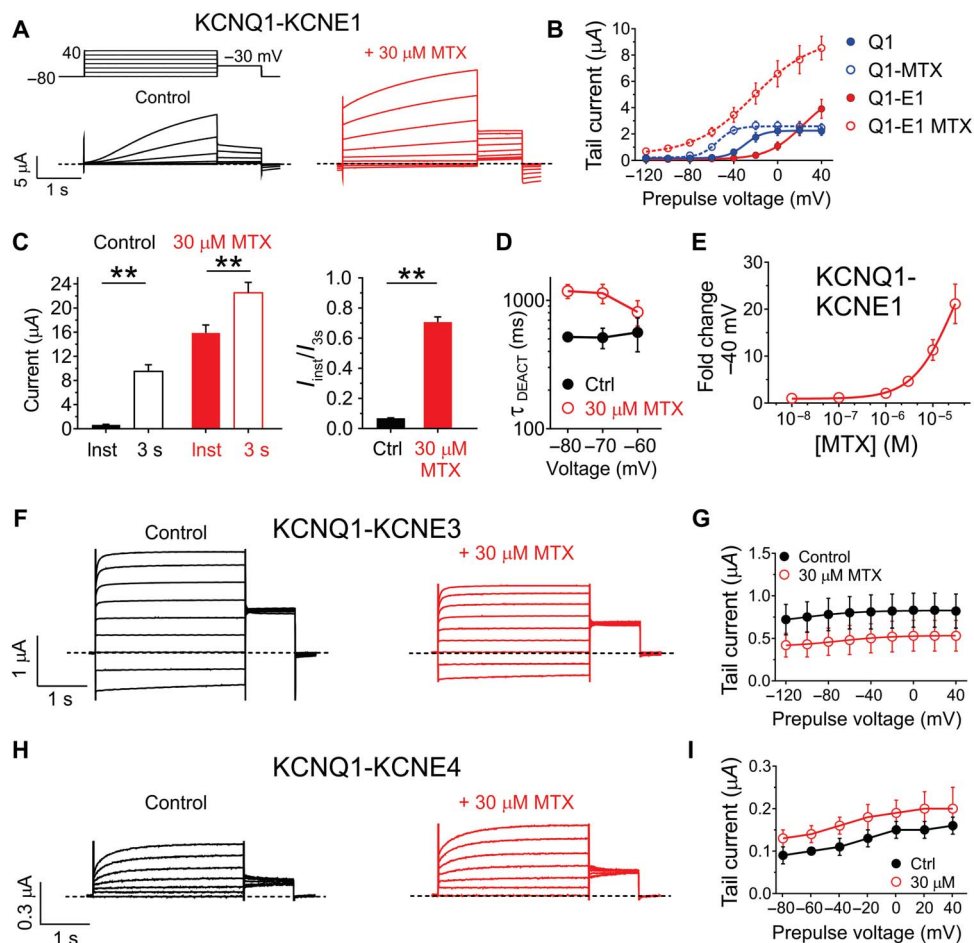 A
KCNQ1-KCNE1
40
−80
−30 mV
Control
5 µA
1 s
+ 30 µM MTX
B
Tail current (µA)
10
8
6
4
2
0
−120 −80 −40 0 40
Prepulse voltage (mV)
Q1
Q1-MTX
Q1-E1
Q1-E1 MTX
C
Control 30 µM MTX
** **
Current (µA)
24
20
16
12
8
4
0
Inst 3 s Inst 3 s
**
Iinst/I3s
1.0
0.8
0.6
0.4
0.2
0.0
Ctrl 30 µM
MTX
D
τ DEACT (ms)
1000
100
Ctrl
30 µM MTX
−80 −70 −60
Voltage (mV)
E
KCNQ1-
KCNE1
Fold change
−40 mV
30
20
10
0
10−8 10−7 10−6 10−5
[MTX] (M)
F
KCNQ1-KCNE3
Control
+ 30 µM MTX
1 µA
1 s
G
Tail current (µA)
1.5
1.0
0.5
0.0
Control
30 µM MTX
−120 −80 −40 0 40
Prepulse voltage (mV)
H
KCNQ1-KCNE4
Control
+ 30 µM MTX
0.3 µA
1 s
I
Tail current (µA)
0.3
0.2
0.1
0.0
Ctrl
30 µM
−80 −60 −40 −20 0 20 40
Prepulse voltage (mV)